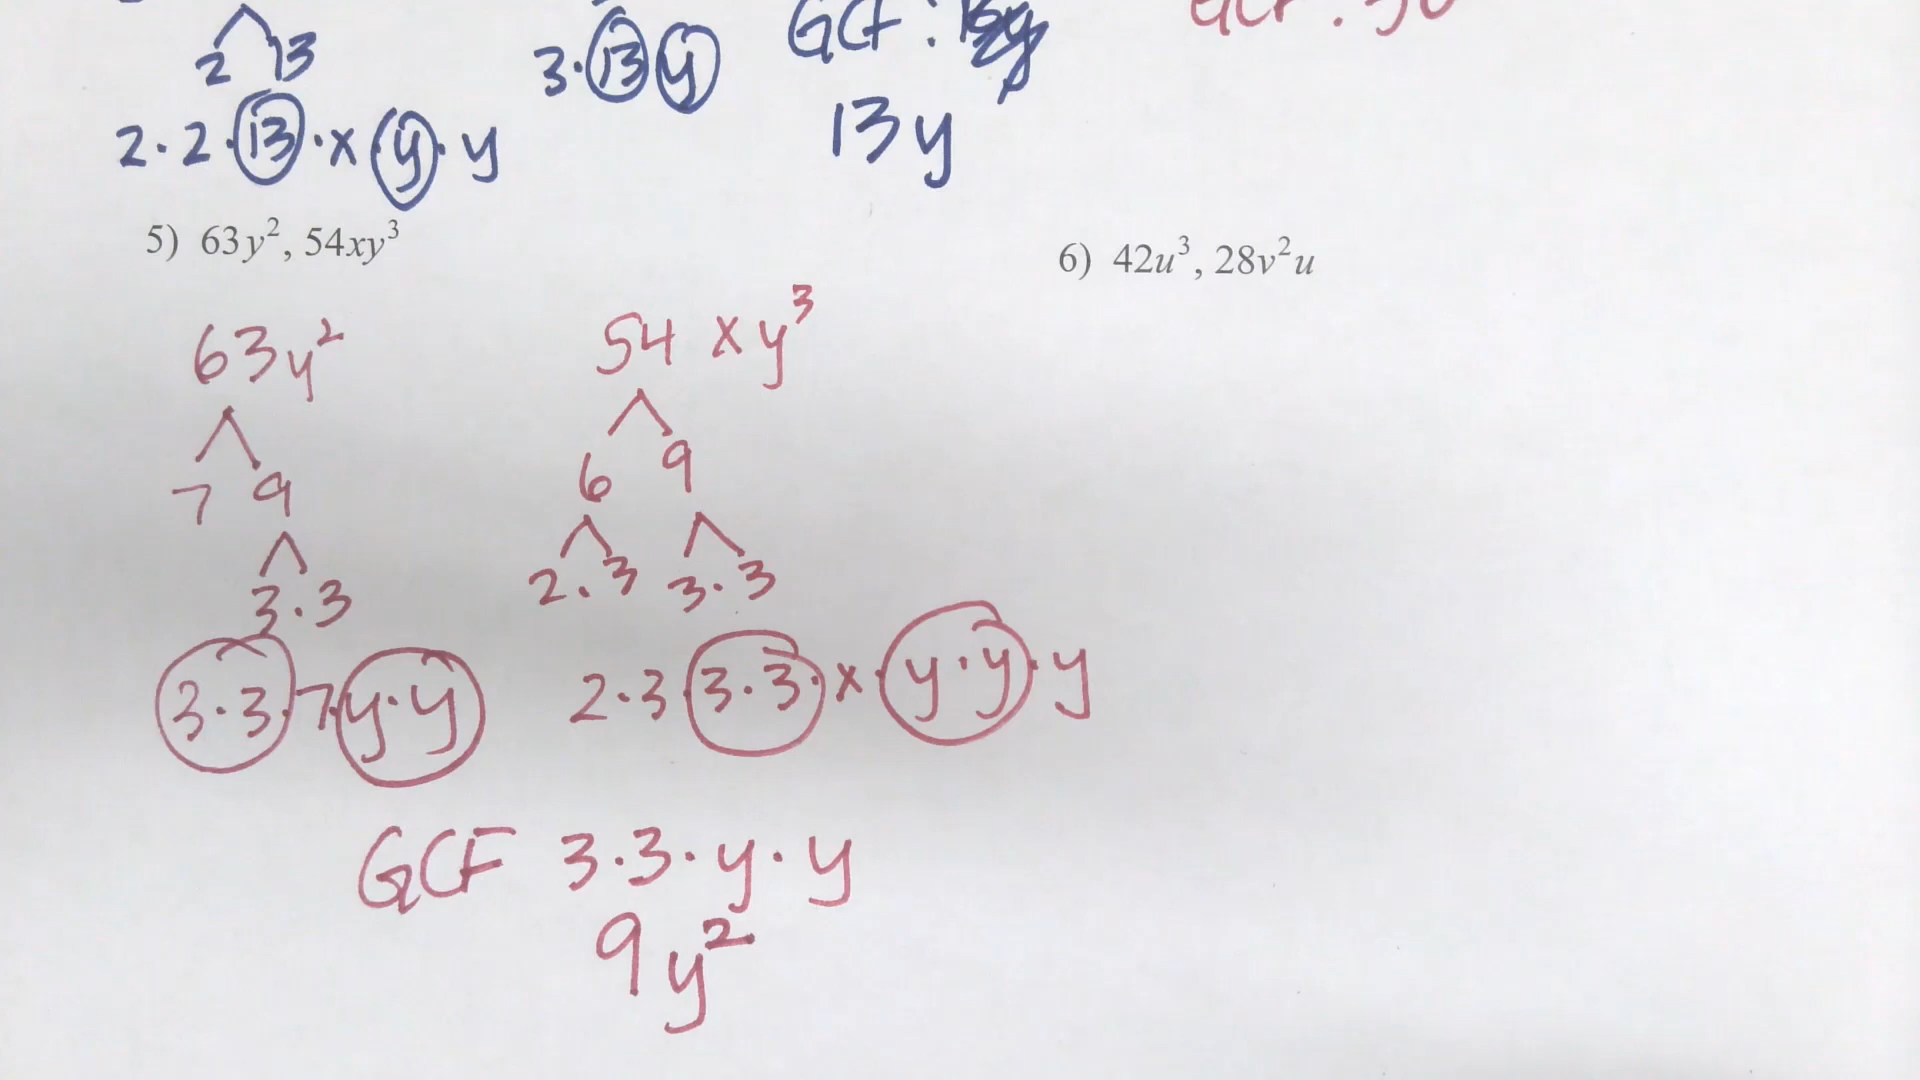 2 13
3·13 y
GCF:
GCF:
2·2·13·x·y·y
13y
5) 63y², 54xy³
6) 42u³, 28v²u
63y²
54 xy³
7 9
6 9
3·3
2·3 3·3
3·3·7·y·y
2·3·3·3·x·y·y·y
GCF 3·3·y·y
9y²